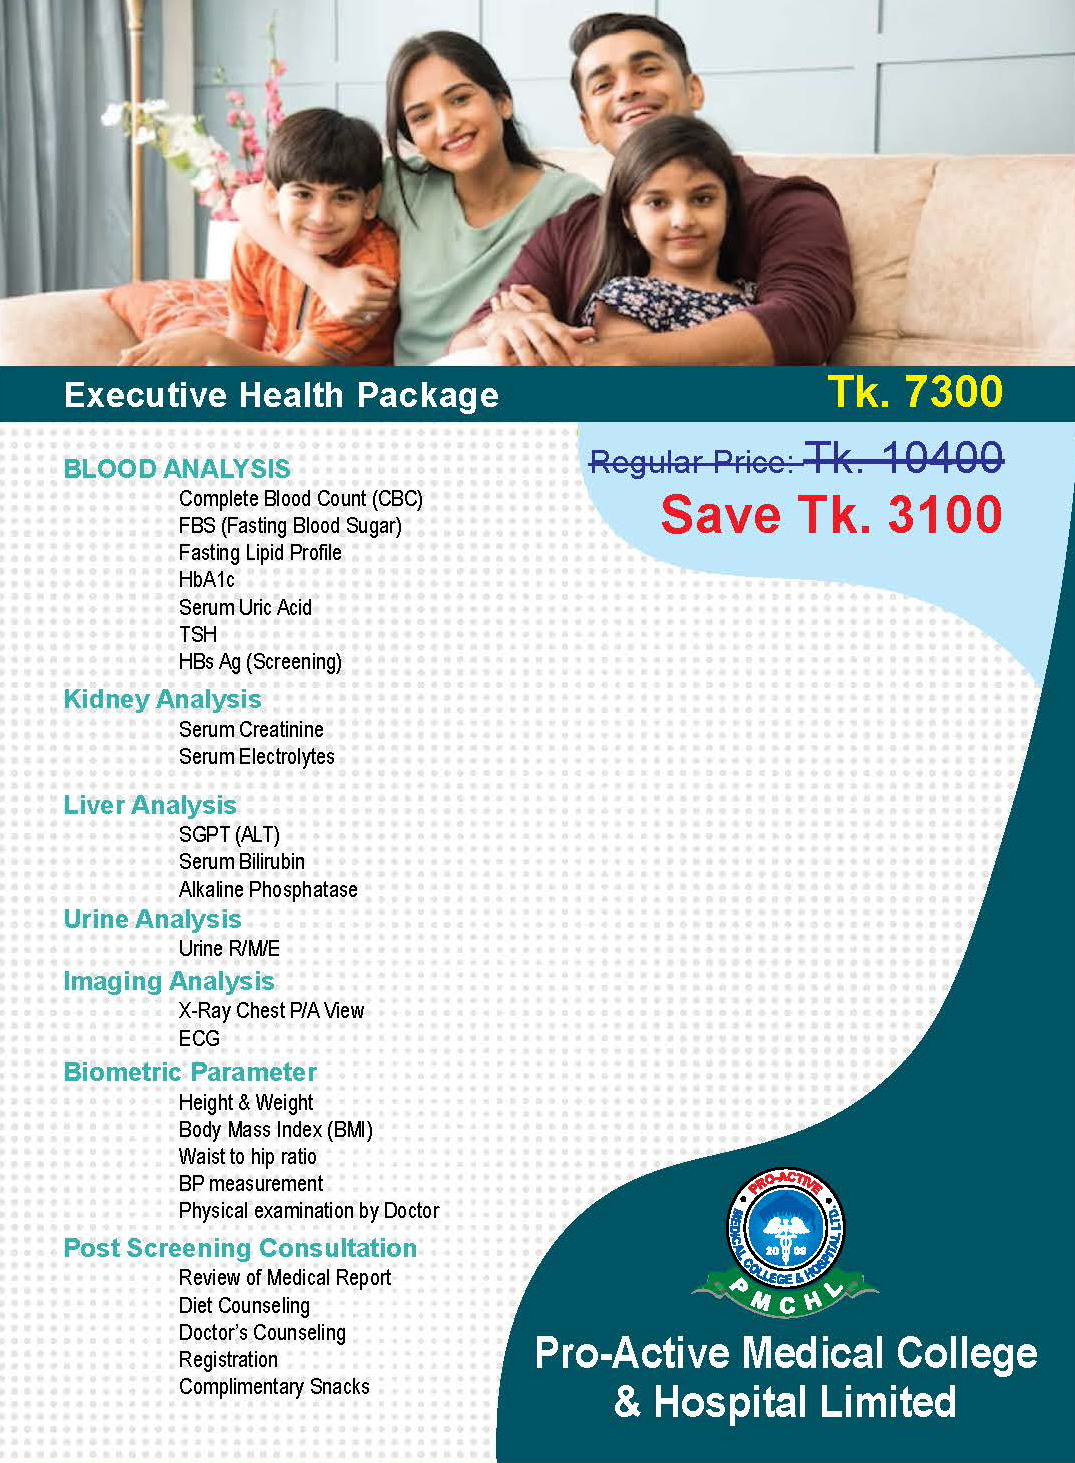 Executive Health Package
Tk. 7300
Regular Price: Tk. 10400
Save Tk. 3100
BLOOD ANALYSIS
Complete Blood Count (CBC)
FBS (Fasting Blood Sugar)
Fasting Lipid Profile
HbA1c
Serum Uric Acid
TSH
HBs Ag (Screening)
Kidney Analysis
Serum Creatinine
Serum Electrolytes
Liver Analysis
SGPT (ALT)
Serum Bilirubin
Alkaline Phosphatase
Urine Analysis
Urine R/M/E
Imaging Analysis
X-Ray Chest P/A View
ECG
Biometric Parameter
Height & Weight
Body Mass Index (BMI)
Waist to hip ratio
BP measurement
Physical examination by Doctor
Post Screening Consultation
Review of Medical Report
Diet Counseling
Doctor's Counseling
Registration
Complimentary Snacks
PRO-ACTIVE
MEDICAL COLLEGE & HOSPITAL LTD.
20 09
PMCHL
Pro-Active Medical College
& Hospital Limited